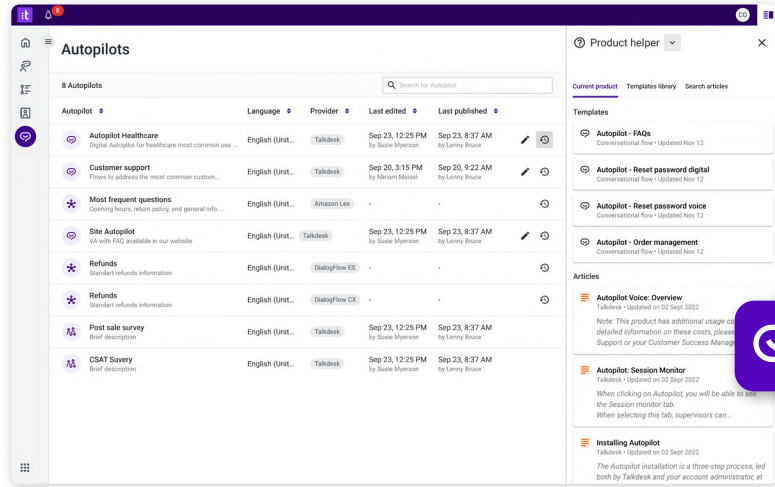 it
8
CO
Autopilots
Product helper
8 Autopilots
Search for Autopilot
Current product Templates library Search articles
Autopilot Language Provider Last edited Last published
Templates
Autopilot Healthcare
Digital Autopilot for healthcare most common use ...
English (Unit... Talkdesk
Sep 23, 12:25 PM
by Susie Myerson
Sep 23, 8:37 AM
by Lenny Bruce
Customer support
Flows to address the most common custom...
English (Unit... Talkdesk
Sep 20, 3:15 PM
by Miriam Maisel
Sep 20, 9:22 AM
by Lenny Bruce
Most frequent questions
Opening hours, return policy, and general info...
English (Unit... Amazon Lex - -
Site Autopilot
VA with FAQ available in our website
English (Unit... Talkdesk
Sep 23, 12:25 PM
by Susie Myerson
Sep 23, 8:37 AM
by Lenny Bruce
Refunds
Standart refunds information
English (Unit... DialogFlow ES - -
Refunds
Standart refunds information
English (Unit... DialogFlow CX - -
Post sale survey
Brief description
English (Unit... Talkdesk
Sep 23, 12:25 PM
by Susie Myerson
Sep 23, 8:37 AM
by Lenny Bruce
CSAT Suvery
Brief description
English (Unit... Talkdesk
Sep 23, 12:25 PM
by Susie Myerson
Sep 23, 8:37 AM
by Lenny Bruce
Autopilot - FAQs
Conversational flow • Updated Nov 12
Autopilot - Reset password digital
Conversational flow • Updated Nov 12
Autopilot - Reset password voice
Conversational flow • Updated Nov 12
Autopilot - Order management
Conversational flow • Updated Nov 12
Articles
Autopilot Voice: Overview
Talkdesk • Updated on 02 Sept 2022
Note: This product has additional usage
detailed information on these costs, please
Support or your Customer Success
Autopilot: Session Monitor
Talkdesk • Updated on 02 Sept 2022
When clicking on Autopilot, you will be able to see
the Session monitor tab.
When selecting this tab, supervisors can...
Installing Autopilot
Talkdesk • Updated on 02 Sept 2022
The Autopilot installation is a three-step process, led
both by Talkdesk and your account administrator, at